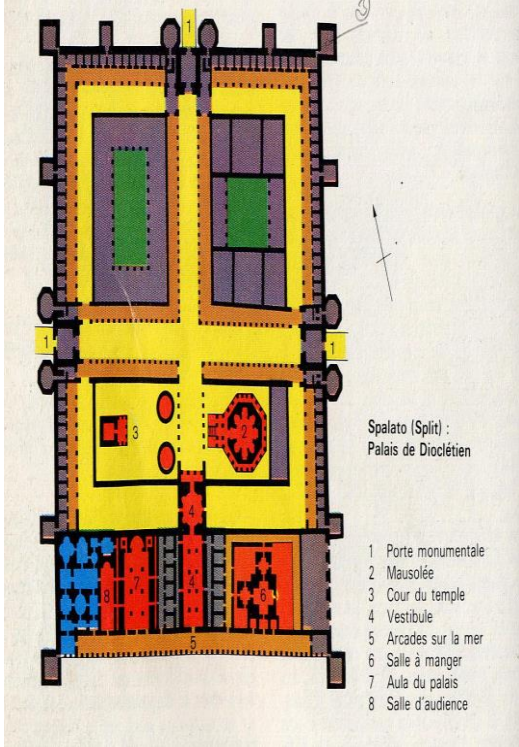 1
1
1
3
2
4
8
7
4
6
5
Spalato (Split) :
Palais de Dioclétien
1 Porte monumentale
2 Mausolée
3 Cour du temple
4 Vestibule
5 Arcades sur la mer
6 Salle à manger
7 Aula du palais
8 Salle d'audience